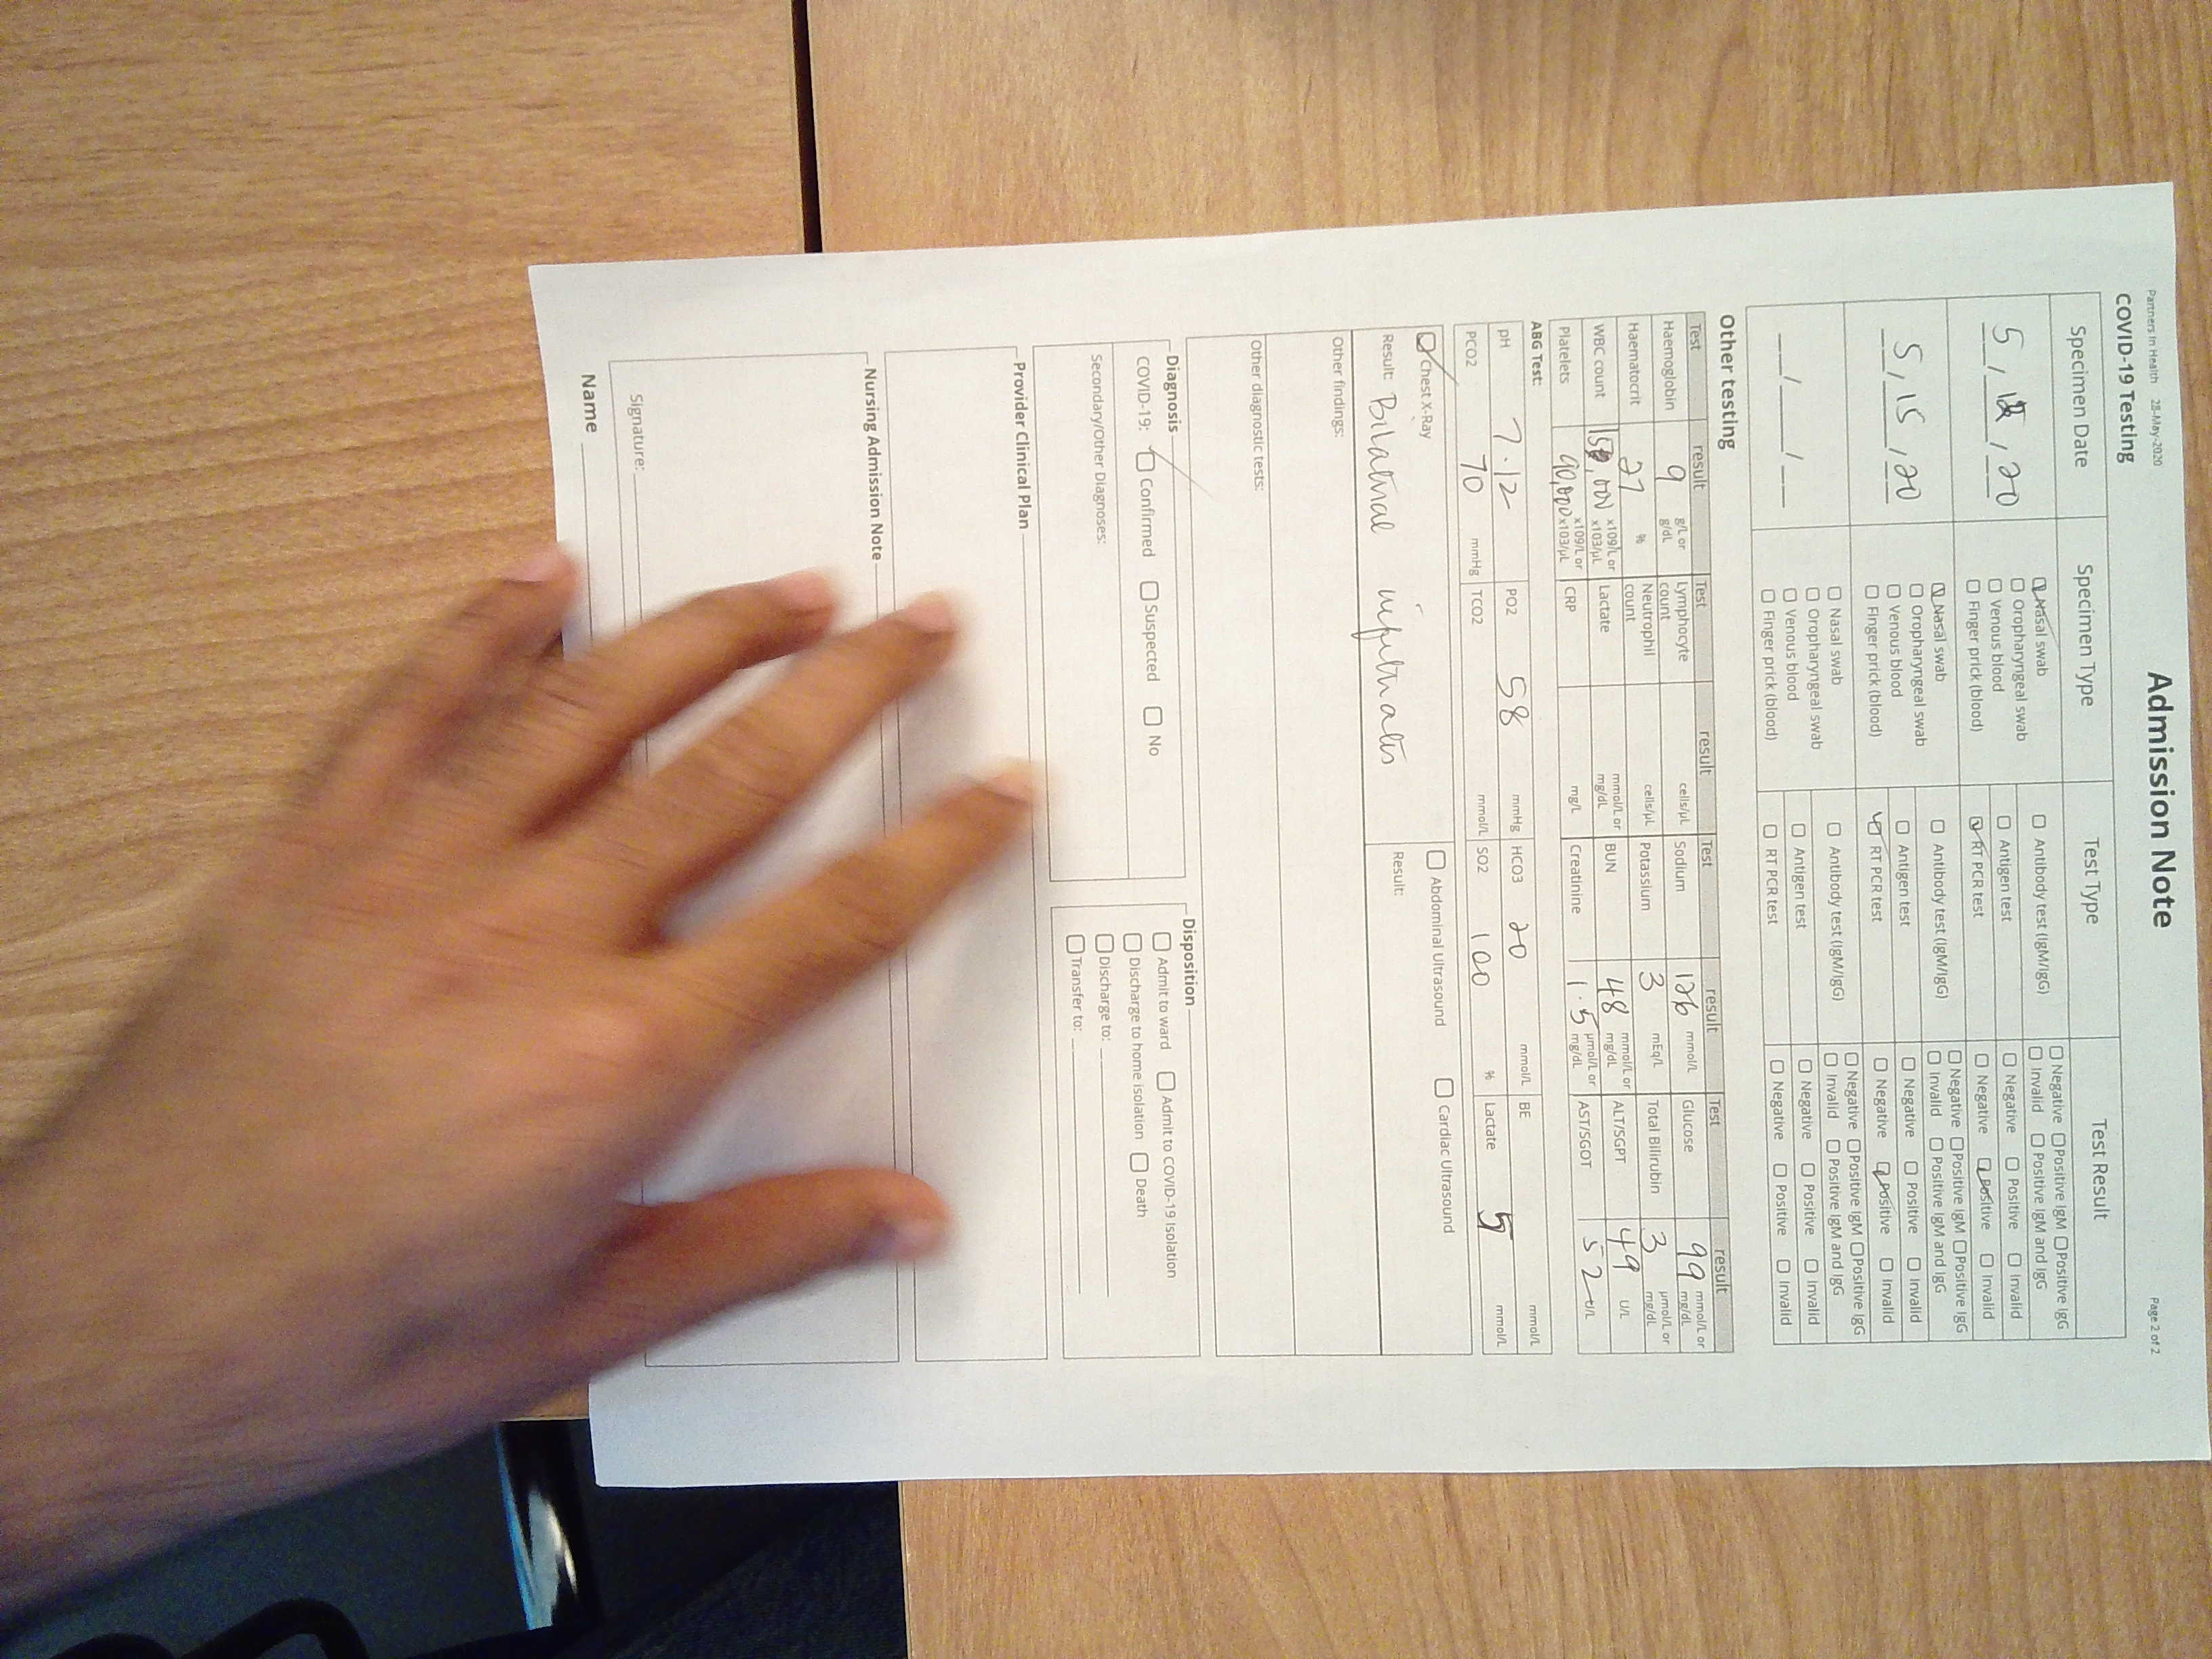 Partners In Health 28-May-2020 Admission Note Page 2 of 2
COVID-19 Testing
Specimen Date Specimen Type Test Type Test Result
5/ /20 Nasal swab Antibody test (IgM/IgG) Negative Positive IgM Positive IgG
Invalid Positive IgM and IgG
Oropharyngeal swab Antigen test Negative Positive Invalid
Venous blood RT PCR test Negative Positive Invalid
Finger prick (blood)
5/15/20 Nasal swab Antibody test (IgM/IgG) Negative Positive IgM Positive IgG
Invalid Positive IgM and IgG
Oropharyngeal swab Antigen test Negative Positive Invalid
Venous blood RT PCR test Negative Positive Invalid
Finger prick (blood)
__/__/__ Nasal swab Antibody test (IgM/IgG) Negative Positive IgM Positive IgG
Invalid Positive IgM and IgG
Oropharyngeal swab Antigen test Negative Positive Invalid
Venous blood RT PCR test Negative Positive Invalid
Finger prick (blood)
Other testing
Test result Test result Test result Test result
Haemoglobin 9 g/L or g/dL Lymphocyte count cells/µL Sodium 126 mmol/L Glucose 99 mmol/L or mg/dL
Haematocrit 27 % Neutrophil count cells/µL Potassium 3 mEq/L Total Bilirubin 3 µmol/L or mg/dL
WBC count x109/L or x103/µL Lactate mmol/L or mg/dL BUN 48 mmol/L or mg/dL ALT/SGPT 49 U/L
Platelets 90,000 x109/L or x103/µL CRP mg/L Creatinine 1.5 µmol/L or mg/dL AST/SGOT 52 U/L
ABG Test:
pH 7.12 PO2 58 mmHg HCO3 20 mmol/L BE mmol/L
PCO2 70 mmHg TCO2 mmol/L SO2 100 % Lactate 5 mmol/L
Chest X-Ray Abdominal Ultrasound Cardiac Ultrasound
Result: Bilateral infiltrates Result:
Other findings:
Other diagnostic tests:
Diagnosis Disposition
COVID-19: Confirmed Suspected No Admit to ward Admit to COVID-19 Isolation
Secondary/Other Diagnoses: Discharge to home isolation Death
Discharge to:
Transfer to:
Provider Clinical Plan
Nursing Admission Note
Signature:
Name